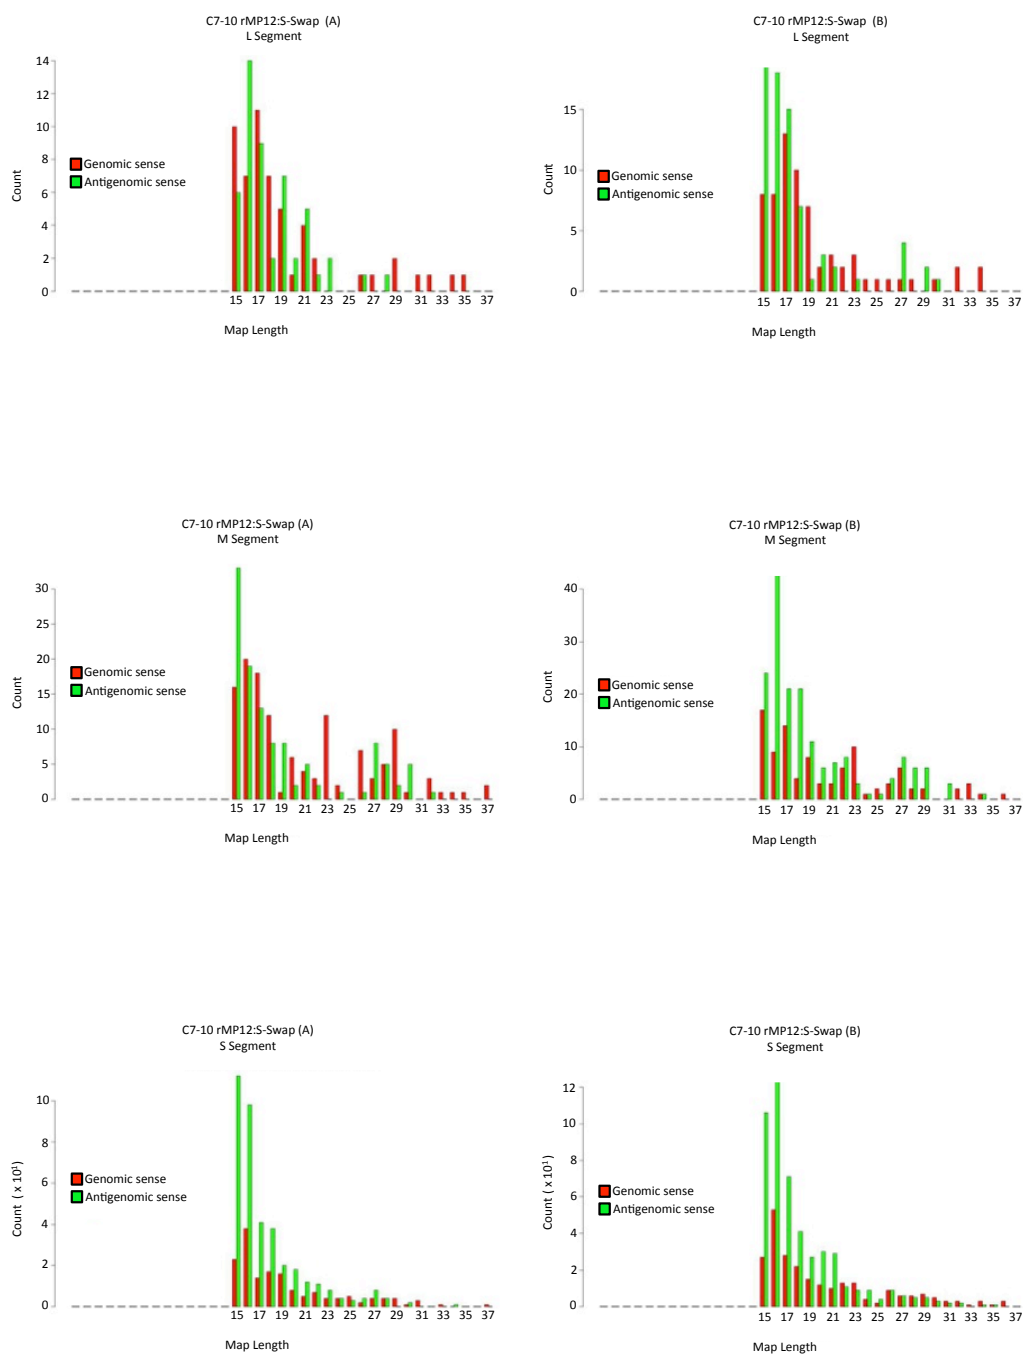 C7-10 rMP12:S-Swap (A)
L Segment
14
12
10
8
6
4
2
0
Count
Genomic sense
Antigenomic sense
15 17 19 21 23 25 27 29 31 33 35 37
Map Length
C7-10 rMP12:S-Swap (B)
L Segment
15
10
5
0
Count
Genomic sense
Antigenomic sense
15 17 19 21 23 25 27 29 31 33 35 37
Map Length
C7-10 rMP12:S-Swap (A)
M Segment
30
25
20
15
10
5
0
Count
Genomic sense
Antigenomic sense
15 17 19 21 23 25 27 29 31 33 35 37
Map Length
C7-10 rMP12:S-Swap (B)
M Segment
40
30
20
10
0
Count
Genomic sense
Antigenomic sense
15 17 19 21 23 25 27 29 31 33 35 37
Map Length
C7-10 rMP12:S-Swap (A)
S Segment
10
8
6
4
2
0
Count ( x 10¹)
Genomic sense
Antigenomic sense
15 17 19 21 23 25 27 29 31 33 35 37
Map Length
C7-10 rMP12:S-Swap (B)
S Segment
12
10
8
6
4
2
0
Count ( x 10¹)
Genomic sense
Antigenomic sense
15 17 19 21 23 25 27 29 31 33 35 37
Map Length